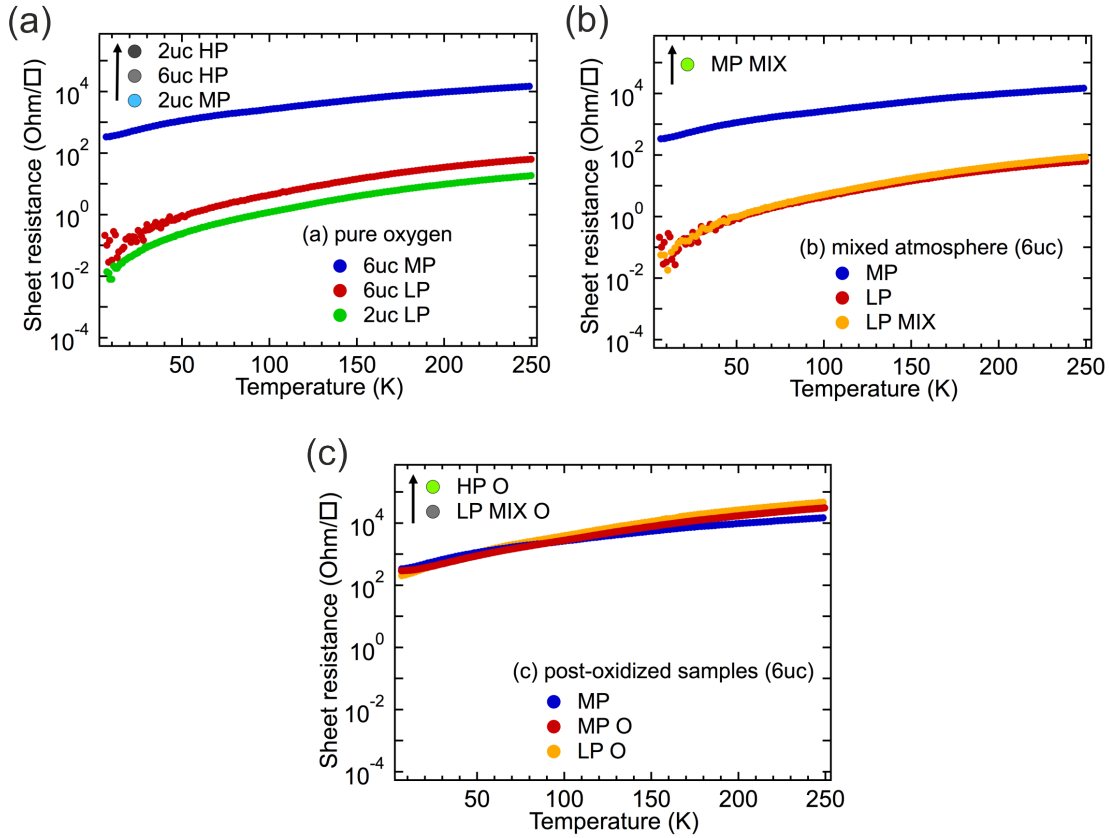 (a)
2uc HP
6uc HP
2uc MP
Sheet resistance (Ohm/□)
10^4
10^2
10^0
10^-2
10^-4
(a) pure oxygen
6uc MP
6uc LP
2uc LP
50 100 150 200 250
Temperature (K)
(b)
MP MIX
Sheet resistance (Ohm/□)
10^4
10^2
10^0
10^-2
10^-4
(b) mixed atmosphere (6uc)
MP
LP
LP MIX
50 100 150 200 250
Temperature (K)
(c)
HP O
LP MIX O
Sheet resistance (Ohm/□)
10^4
10^2
10^0
10^-2
10^-4
(c) post-oxidized samples (6uc)
MP
MP O
LP O
50 100 150 200 250
Temperature (K)